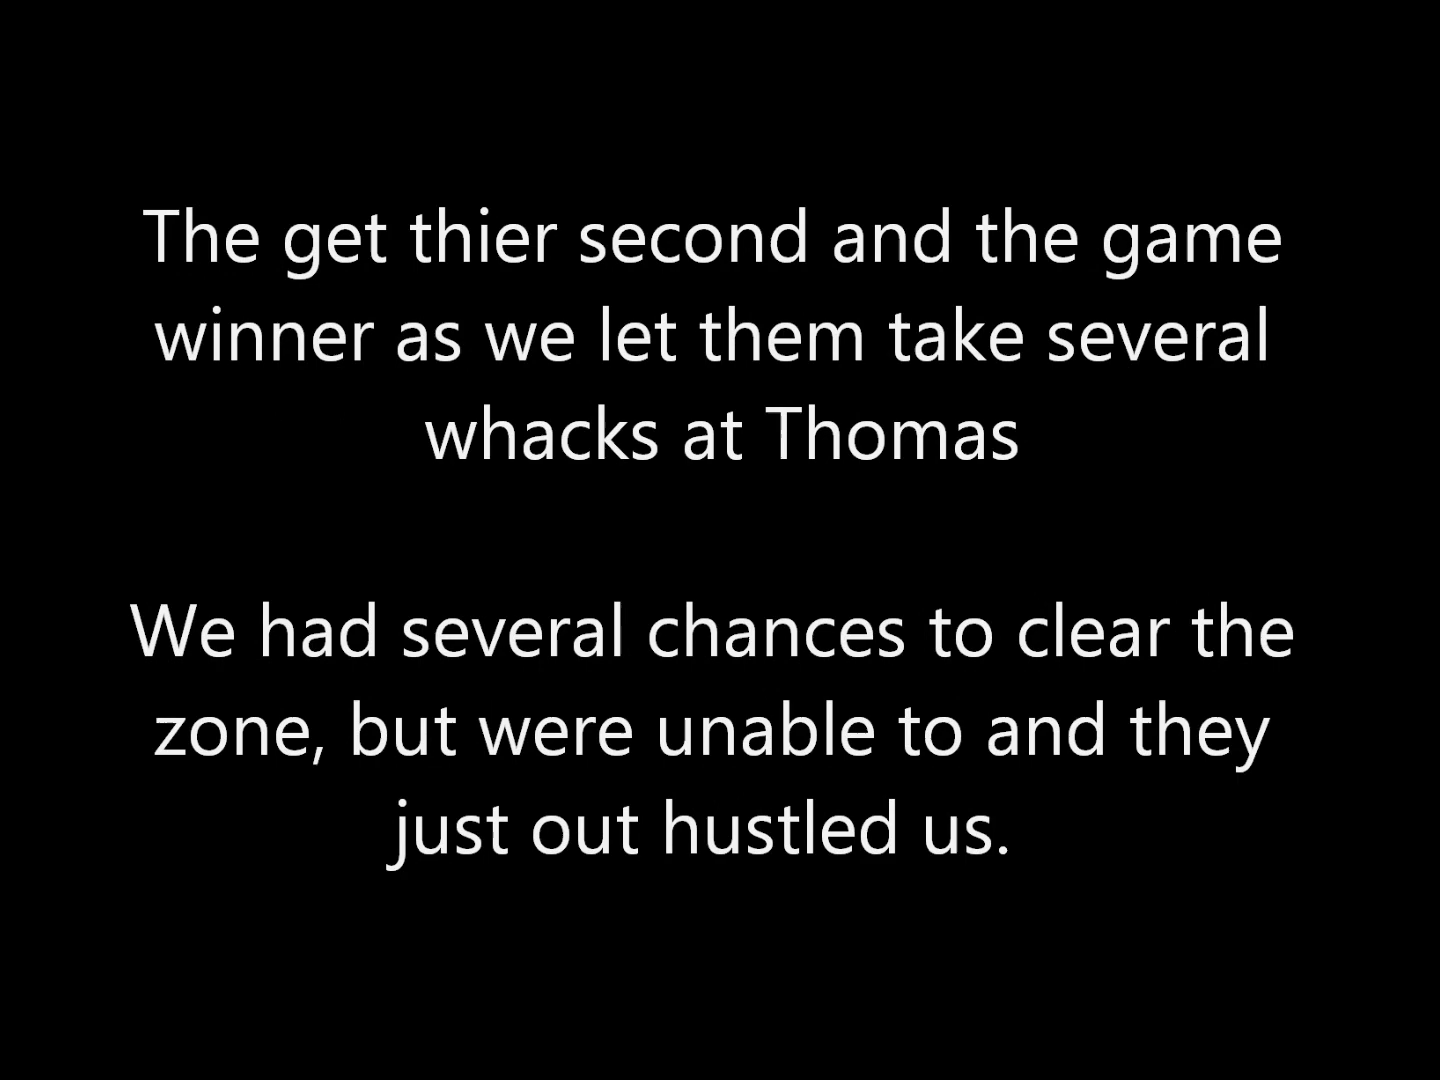 The get thier second and the game
winner as we let them take several
whacks at Thomas
We had several chances to clear the
zone, but were unable to and they
just out hustled us.